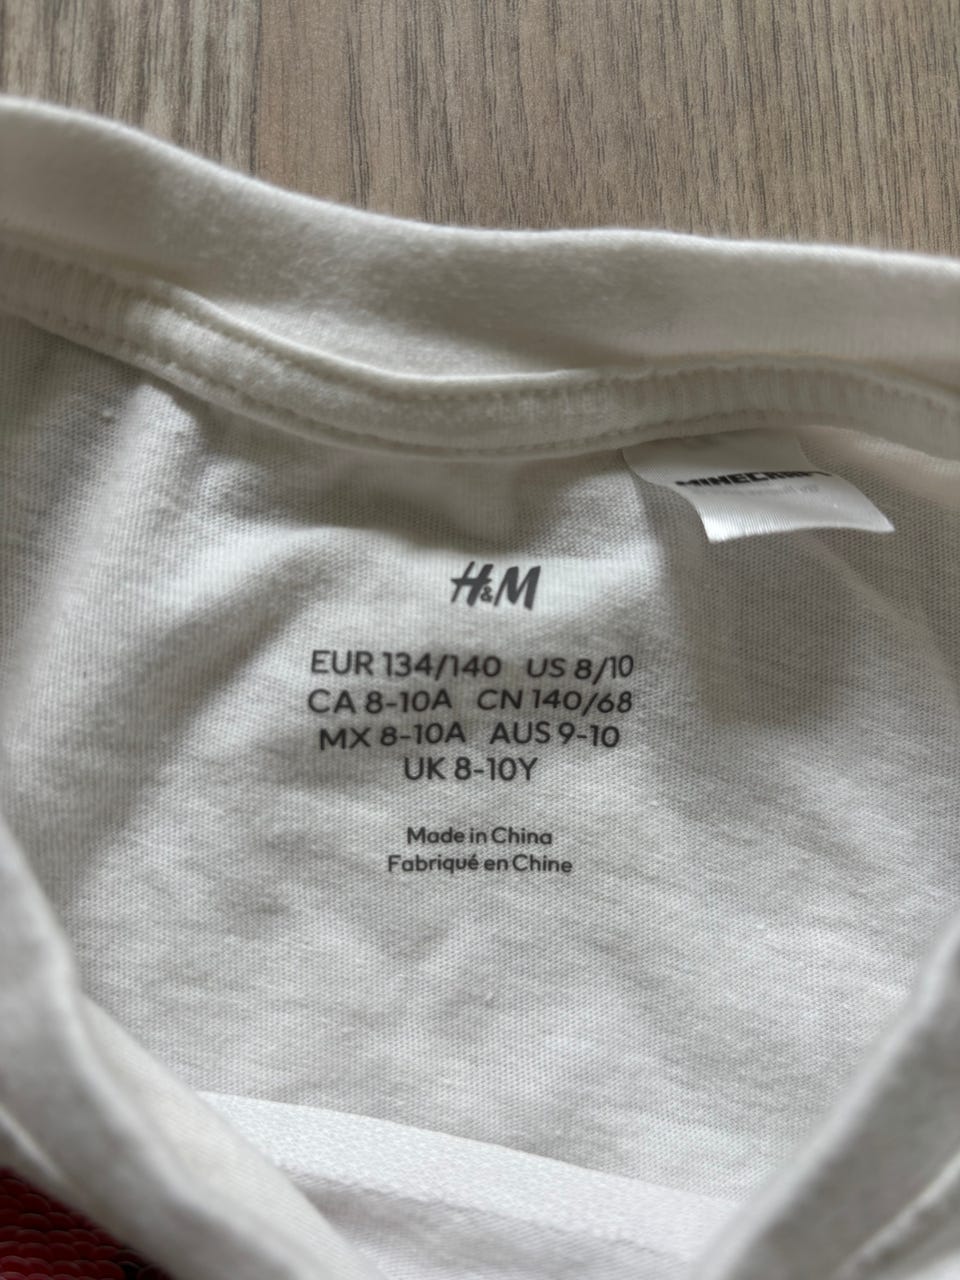 MINECRAFT
H&M
EUR 134/140 US 8/10
CA 8-10A CN 140/68
MX 8-10A AUS 9-10
UK 8-10Y
Made in China
Fabriqué en Chine